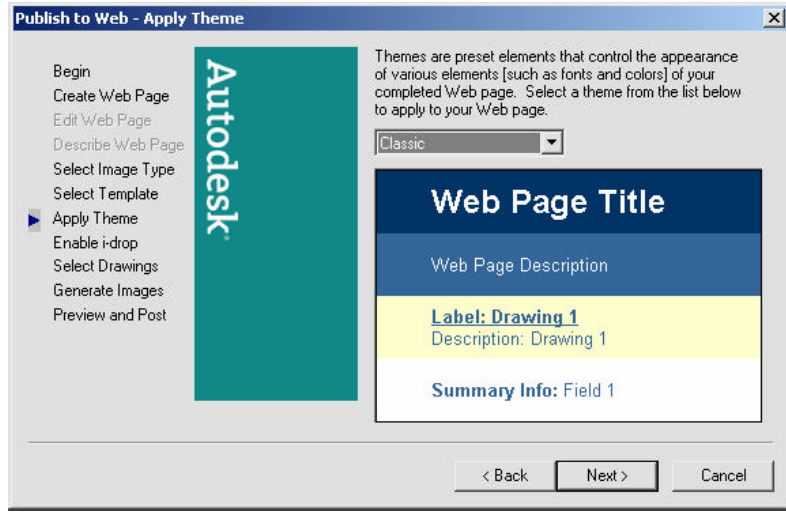 Publish to Web - Apply Theme
Begin
Create Web Page
Edit Web Page
Describe Web Page
Select Image Type
Select Template
Apply Theme
Enable i-drop
Select Drawings
Generate Images
Preview and Post
Autodesk
Themes are preset elements that control the appearance
of various elements [such as fonts and colors] of your
completed Web page. Select a theme from the list below
to apply to your Web page.
Classic
Web Page Title
Web Page Description
Label: Drawing 1
Description: Drawing 1
Summary Info: Field 1
< Back
Next >
Cancel